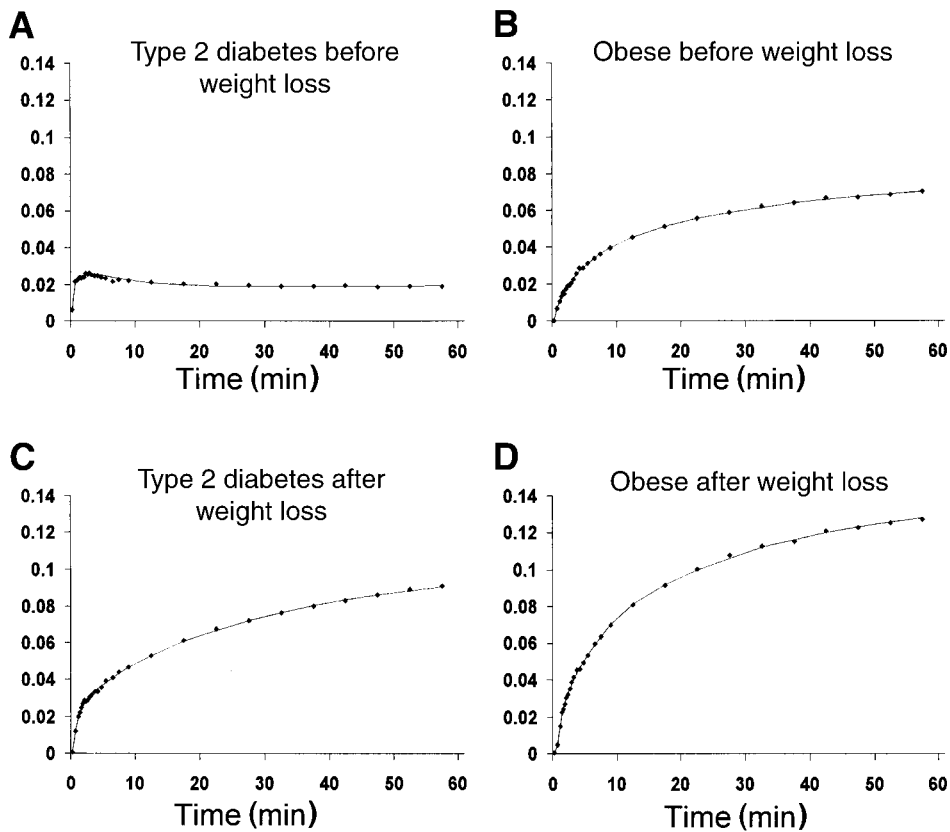 A
Type 2 diabetes before
weight loss
0.14
0.12
0.1
0.08
0.06
0.04
0.02
0
0 10 20 30 40 50 60
Time (min)
B
Obese before weight loss
0.14
0.12
0.1
0.08
0.06
0.04
0.02
0
0 10 20 30 40 50 60
Time (min)
C
Type 2 diabetes after
weight loss
0.14
0.12
0.1
0.08
0.06
0.04
0.02
0
0 10 20 30 40 50 60
Time (min)
D
Obese after weight loss
0.14
0.12
0.1
0.08
0.06
0.04
0.02
0
0 10 20 30 40 50 60
Time (min)